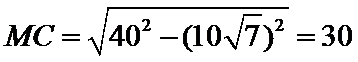 MC = √(40² − (10√7)²) = 30